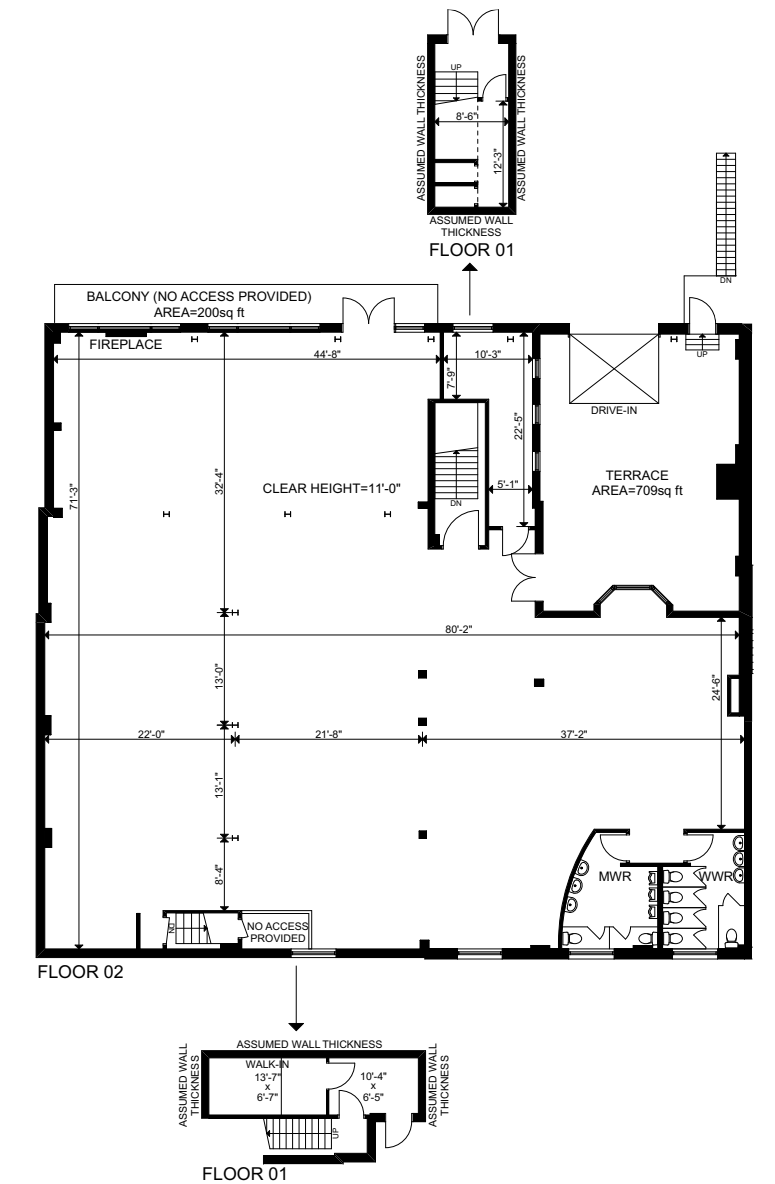 UP
ASSUMED WALL THICKNESS
ASSUMED WALL THICKNESS
8'-6"
12'-3"
ASSUMED WALL
THICKNESS
FLOOR 01
DN
BALCONY (NO ACCESS PROVIDED)
AREA=200sq ft
FIREPLACE
44'-8"
10'-3"
UP
7'-9"
DRIVE-IN
22'-5"
32'-4"
71'-3"
CLEAR HEIGHT=11'-0"
TERRACE
AREA=709sq ft
5'-1"
DN
80'-2"
13'-0"
24'-6"
22'-0"
21'-8"
37'-2"
13'-1"
8'-4"
MWR
WWR
DN
NO ACCESS
PROVIDED
FLOOR 02
ASSUMED WALL THICKNESS
ASSUMED WALL
THICKNESS
WALK-IN
13'-7"
x
6'-7"
10'-4"
x
6'-5"
ASSUMED WALL
THICKNESS
UP
FLOOR 01